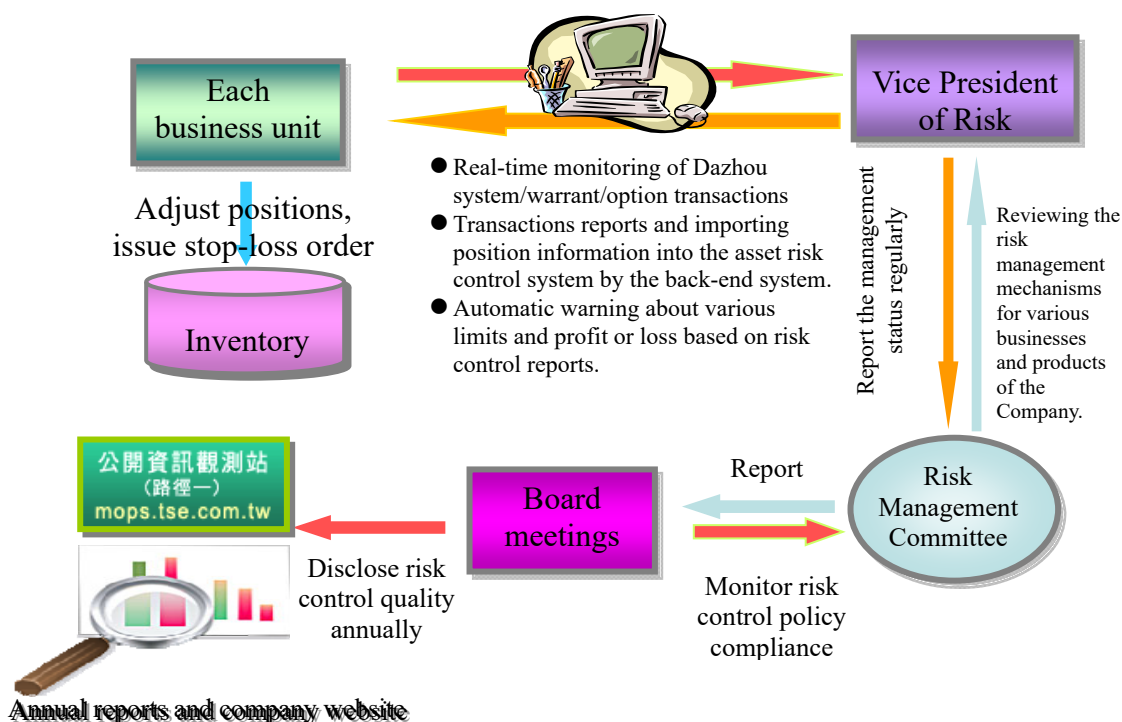 Each
business unit
Vice President
of Risk
● Real-time monitoring of Dazhou
system/warrant/option transactions
● Transactions reports and importing
position information into the asset risk
control system by the back-end system.
● Automatic warning about various
limits and profit or loss based on risk
control reports.
Adjust positions,
issue stop-loss order
Inventory
Report the management
status regularly
Reviewing the
risk
management
mechanisms
for various
businesses
and products
of the
Company.
公開資訊觀測站
(路徑一)
mops.tse.com.tw
Disclose risk
control quality
annually
Board
meetings
Report
Monitor risk
control policy
compliance
Risk
Management
Committee
Annual reports and company website